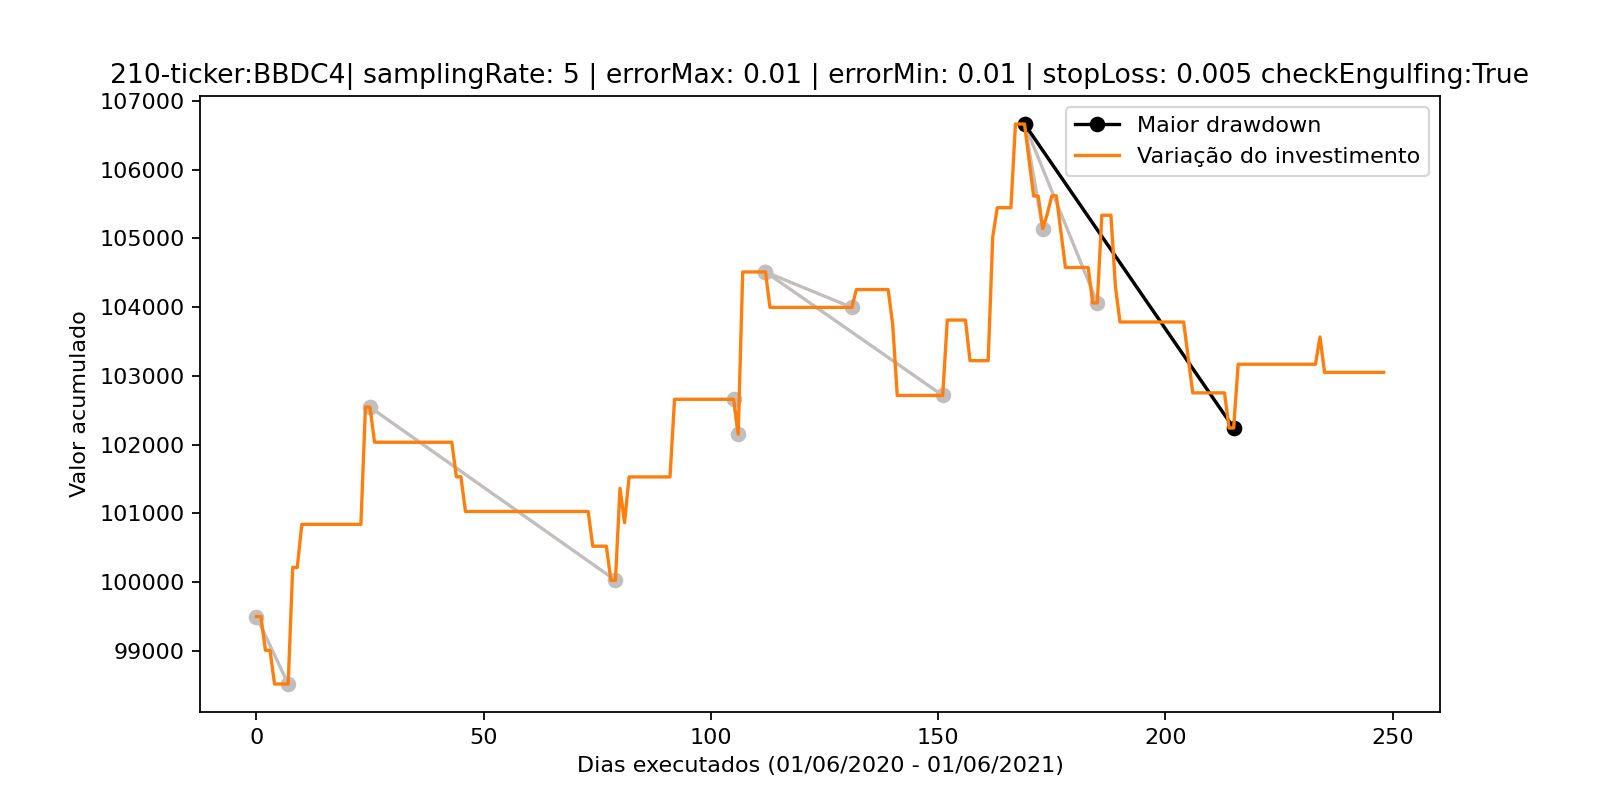 210-ticker:BBDC4| samplingRate: 5 | errorMax: 0.01 | errorMin: 0.01 | stopLoss: 0.005 checkEngulfing:True
107000
106000
105000
104000
103000
102000
101000
100000
99000
Valor acumulado
Maior drawdown
Variação do investimento
0 50 100 150 200 250
Dias executados (01/06/2020 - 01/06/2021)